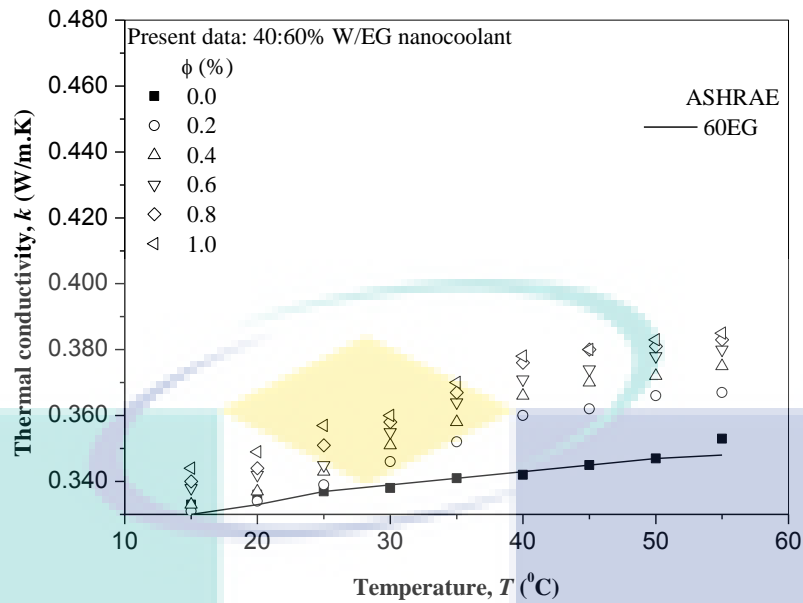 Present data: 40:60% W/EG nanocoolant
ϕ (%)
0.0
0.2
0.4
0.6
0.8
1.0
ASHRAE
60EG
Thermal conductivity, k (W/m.K)
0.480
0.460
0.440
0.420
0.400
0.380
0.360
0.340
10 20 30 40 50 60
Temperature, T (⁰C)